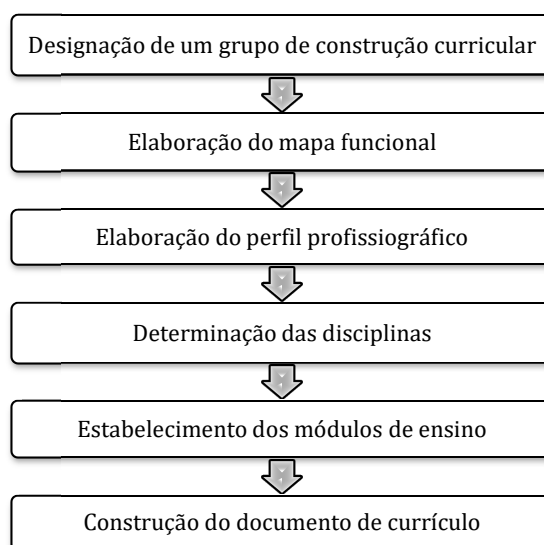 Designação de um grupo de construção curricular
Elaboração do mapa funcional
Elaboração do perfil profissiográfico
Determinação das disciplinas
Estabelecimento dos módulos de ensino
Construção do documento de currículo